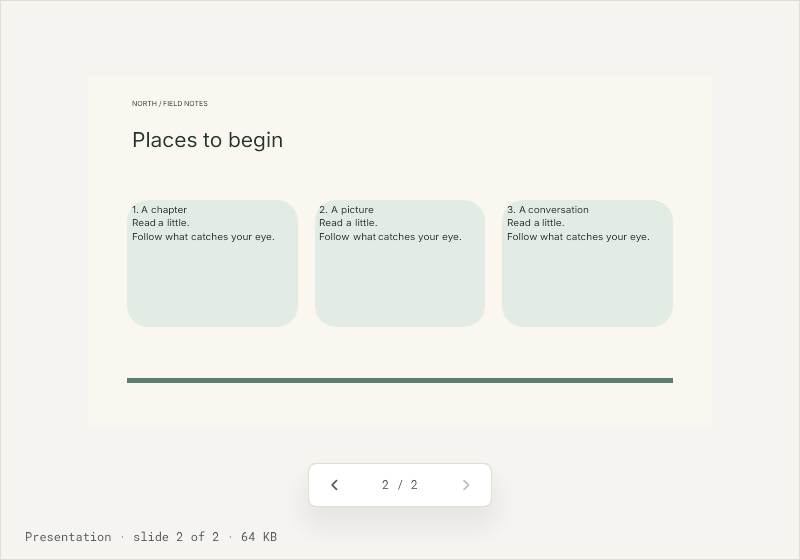 NORTH / FIELD NOTES
Places to begin
1. A chapter
Read a little.
Follow what catches your eye.
2. A picture
Read a little.
Follow what catches your eye.
3. A conversation
Read a little.
Follow what catches your eye.
2 / 2
Presentation · slide 2 of 2 · 64 KB